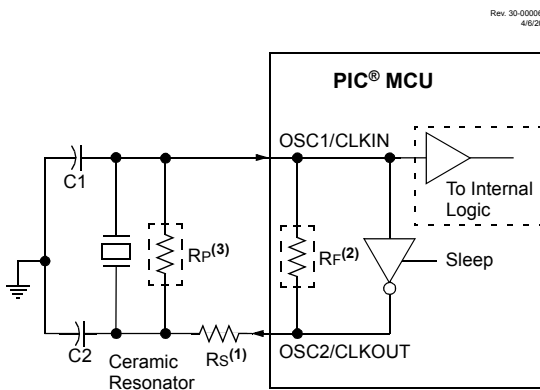 Rev. 30-00006
4/6/20
PIC® MCU
OSC1/CLKIN
C1
To Internal
Logic
RP(3)
RF(2)
Sleep
C2
Ceramic
Resonator
RS(1)
OSC2/CLKOUT